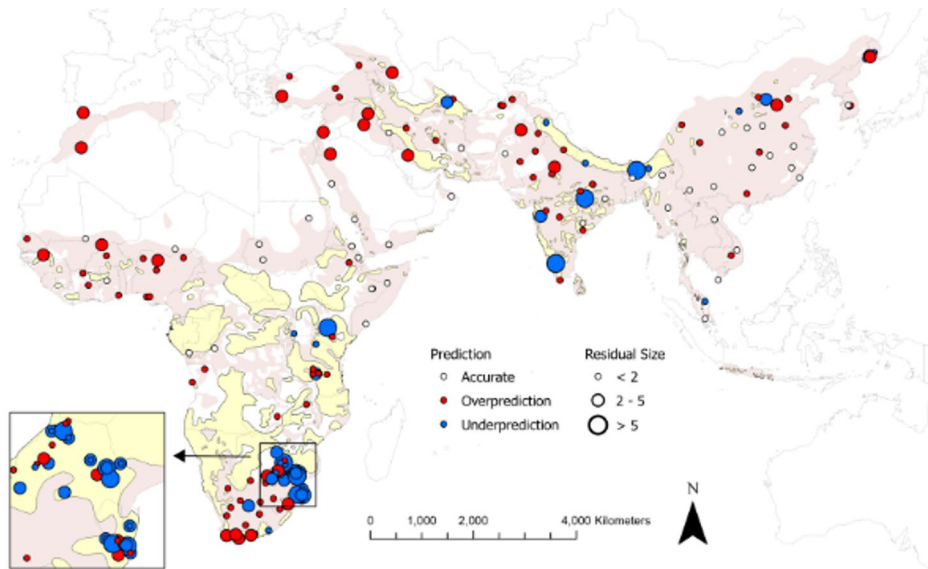 Prediction
Accurate
Overprediction
Underprediction
Residual Size
< 2
2 - 5
> 5
N
0 1,000 2,000 4,000 Kilometers